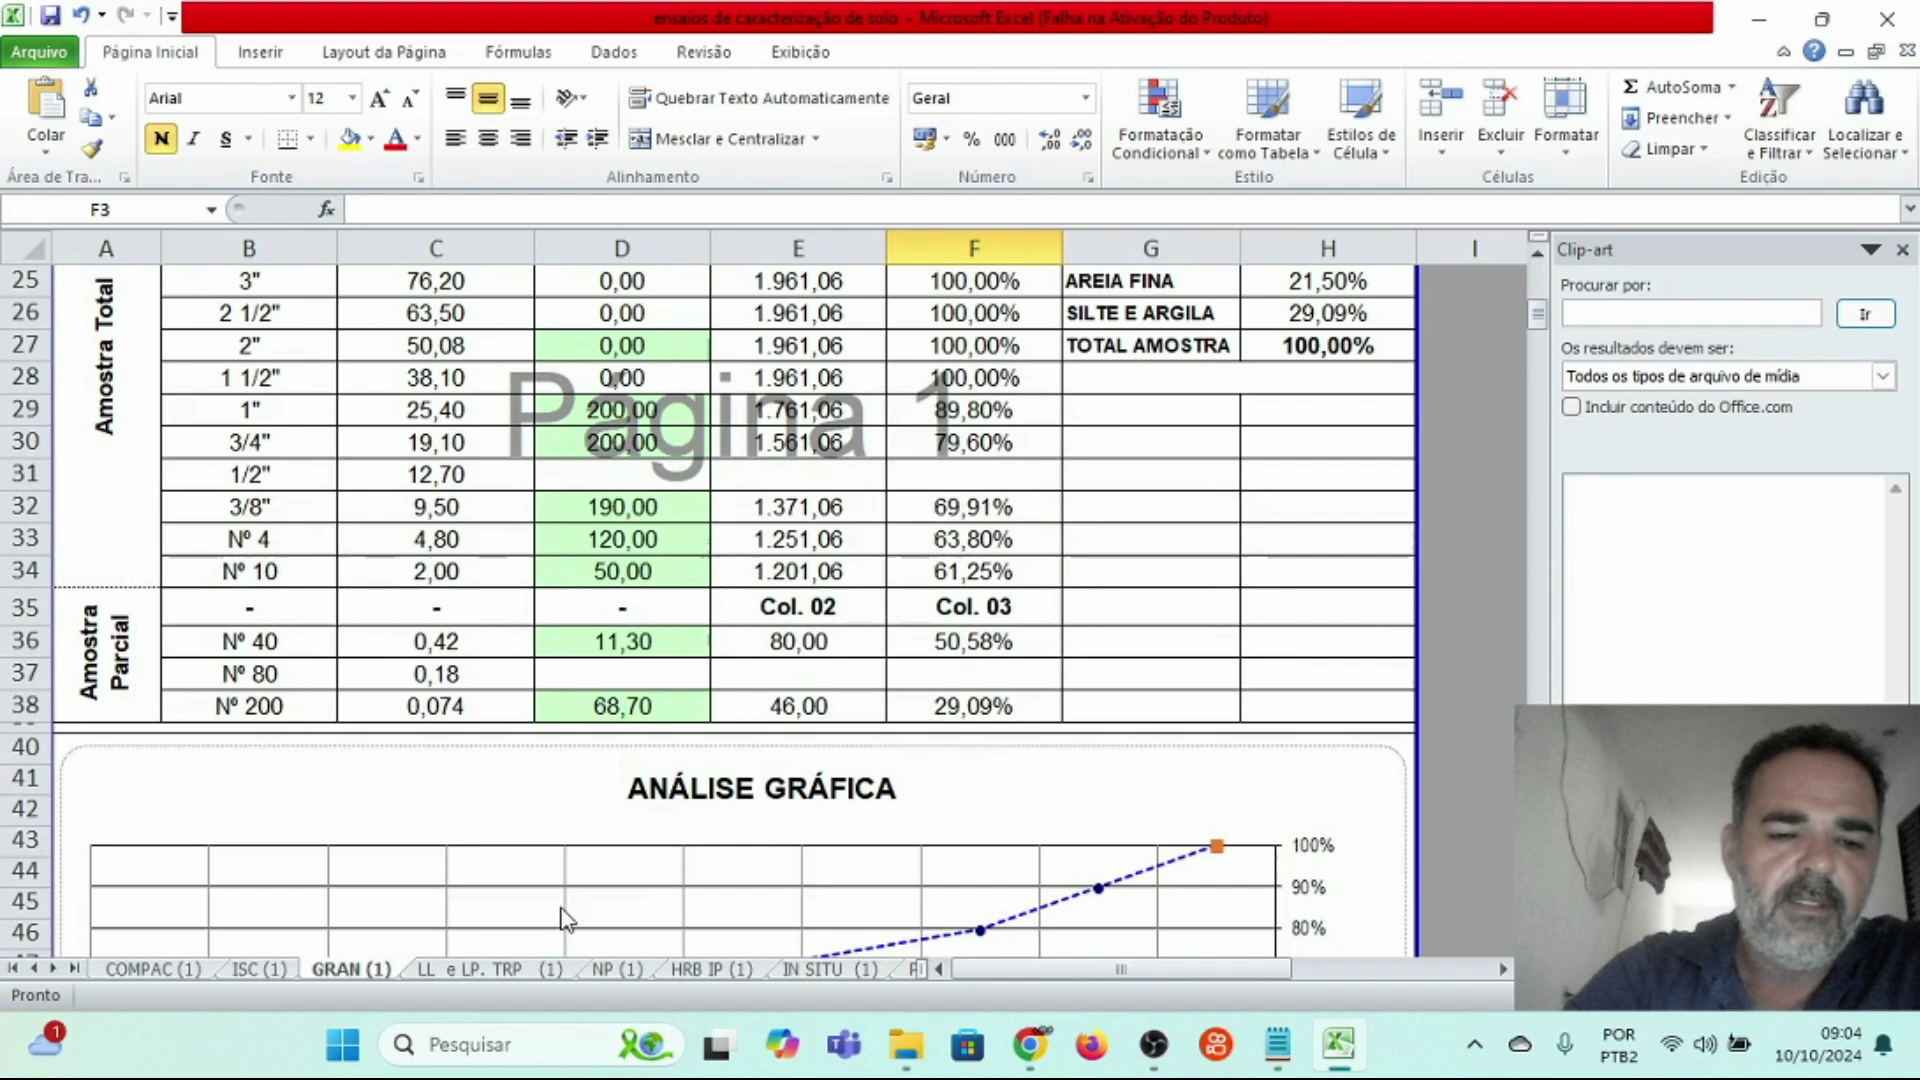 ensaios de caracterização de solo - Microsoft Excel (Falha na Ativação do Produto)
Arquivo Página Inicial Inserir Layout da Página Fórmulas Dados Revisão Exibição
Colar
Arial 12
Quebrar Texto Automaticamente
Geral
N I S
Mesclar e Centralizar
% 000
Formatação Condicional
Formatar como Tabela
Estilos de Célula
Inserir Excluir Formatar
AutoSoma
Preencher
Limpar
Classificar e Filtrar
Localizar e Selecionar
Área de Tra... Fonte Alinhamento Número Estilo Células Edição
F3 fx
A B C D E F G H I
25 3" 76,20 0,00 1.961,06 100,00% AREIA FINA 21,50%
26 2 1/2" 63,50 0,00 1.961,06 100,00% SILTE E ARGILA 29,09%
27 2" 50,08 0,00 1.961,06 100,00% TOTAL AMOSTRA 100,00%
28 1 1/2" 38,10 0,00 1.961,06 100,00%
29 1" 25,40 200,00 1.761,06 89,80%
30 3/4" 19,10 200,00 1.561,06 79,60%
31 1/2" 12,70
32 3/8" 9,50 190,00 1.371,06 69,91%
33 Nº 4 4,80 120,00 1.251,06 63,80%
34 Nº 10 2,00 50,00 1.201,06 61,25%
35 - - - Col. 02 Col. 03
36 Nº 40 0,42 11,30 80,00 50,58%
37 Nº 80 0,18
38 Nº 200 0,074 68,70 46,00 29,09%
Amostra Total
Amostra Parcial
Página 1
40
41 ANÁLISE GRÁFICA
42
43 100%
44
45 90%
46 80%
Clip-art
Procurar por:
Ir
Os resultados devem ser:
Todos os tipos de arquivo de mídia
Incluir conteúdo do Office.com
COMPAC (1) ISC (1) GRAN (1) LL e LP. TRP (1) NP (1) HRB IP (1) IN SITU (1)
Pronto
1
Pesquisar
POR
PTB2
09:04
10/10/2024